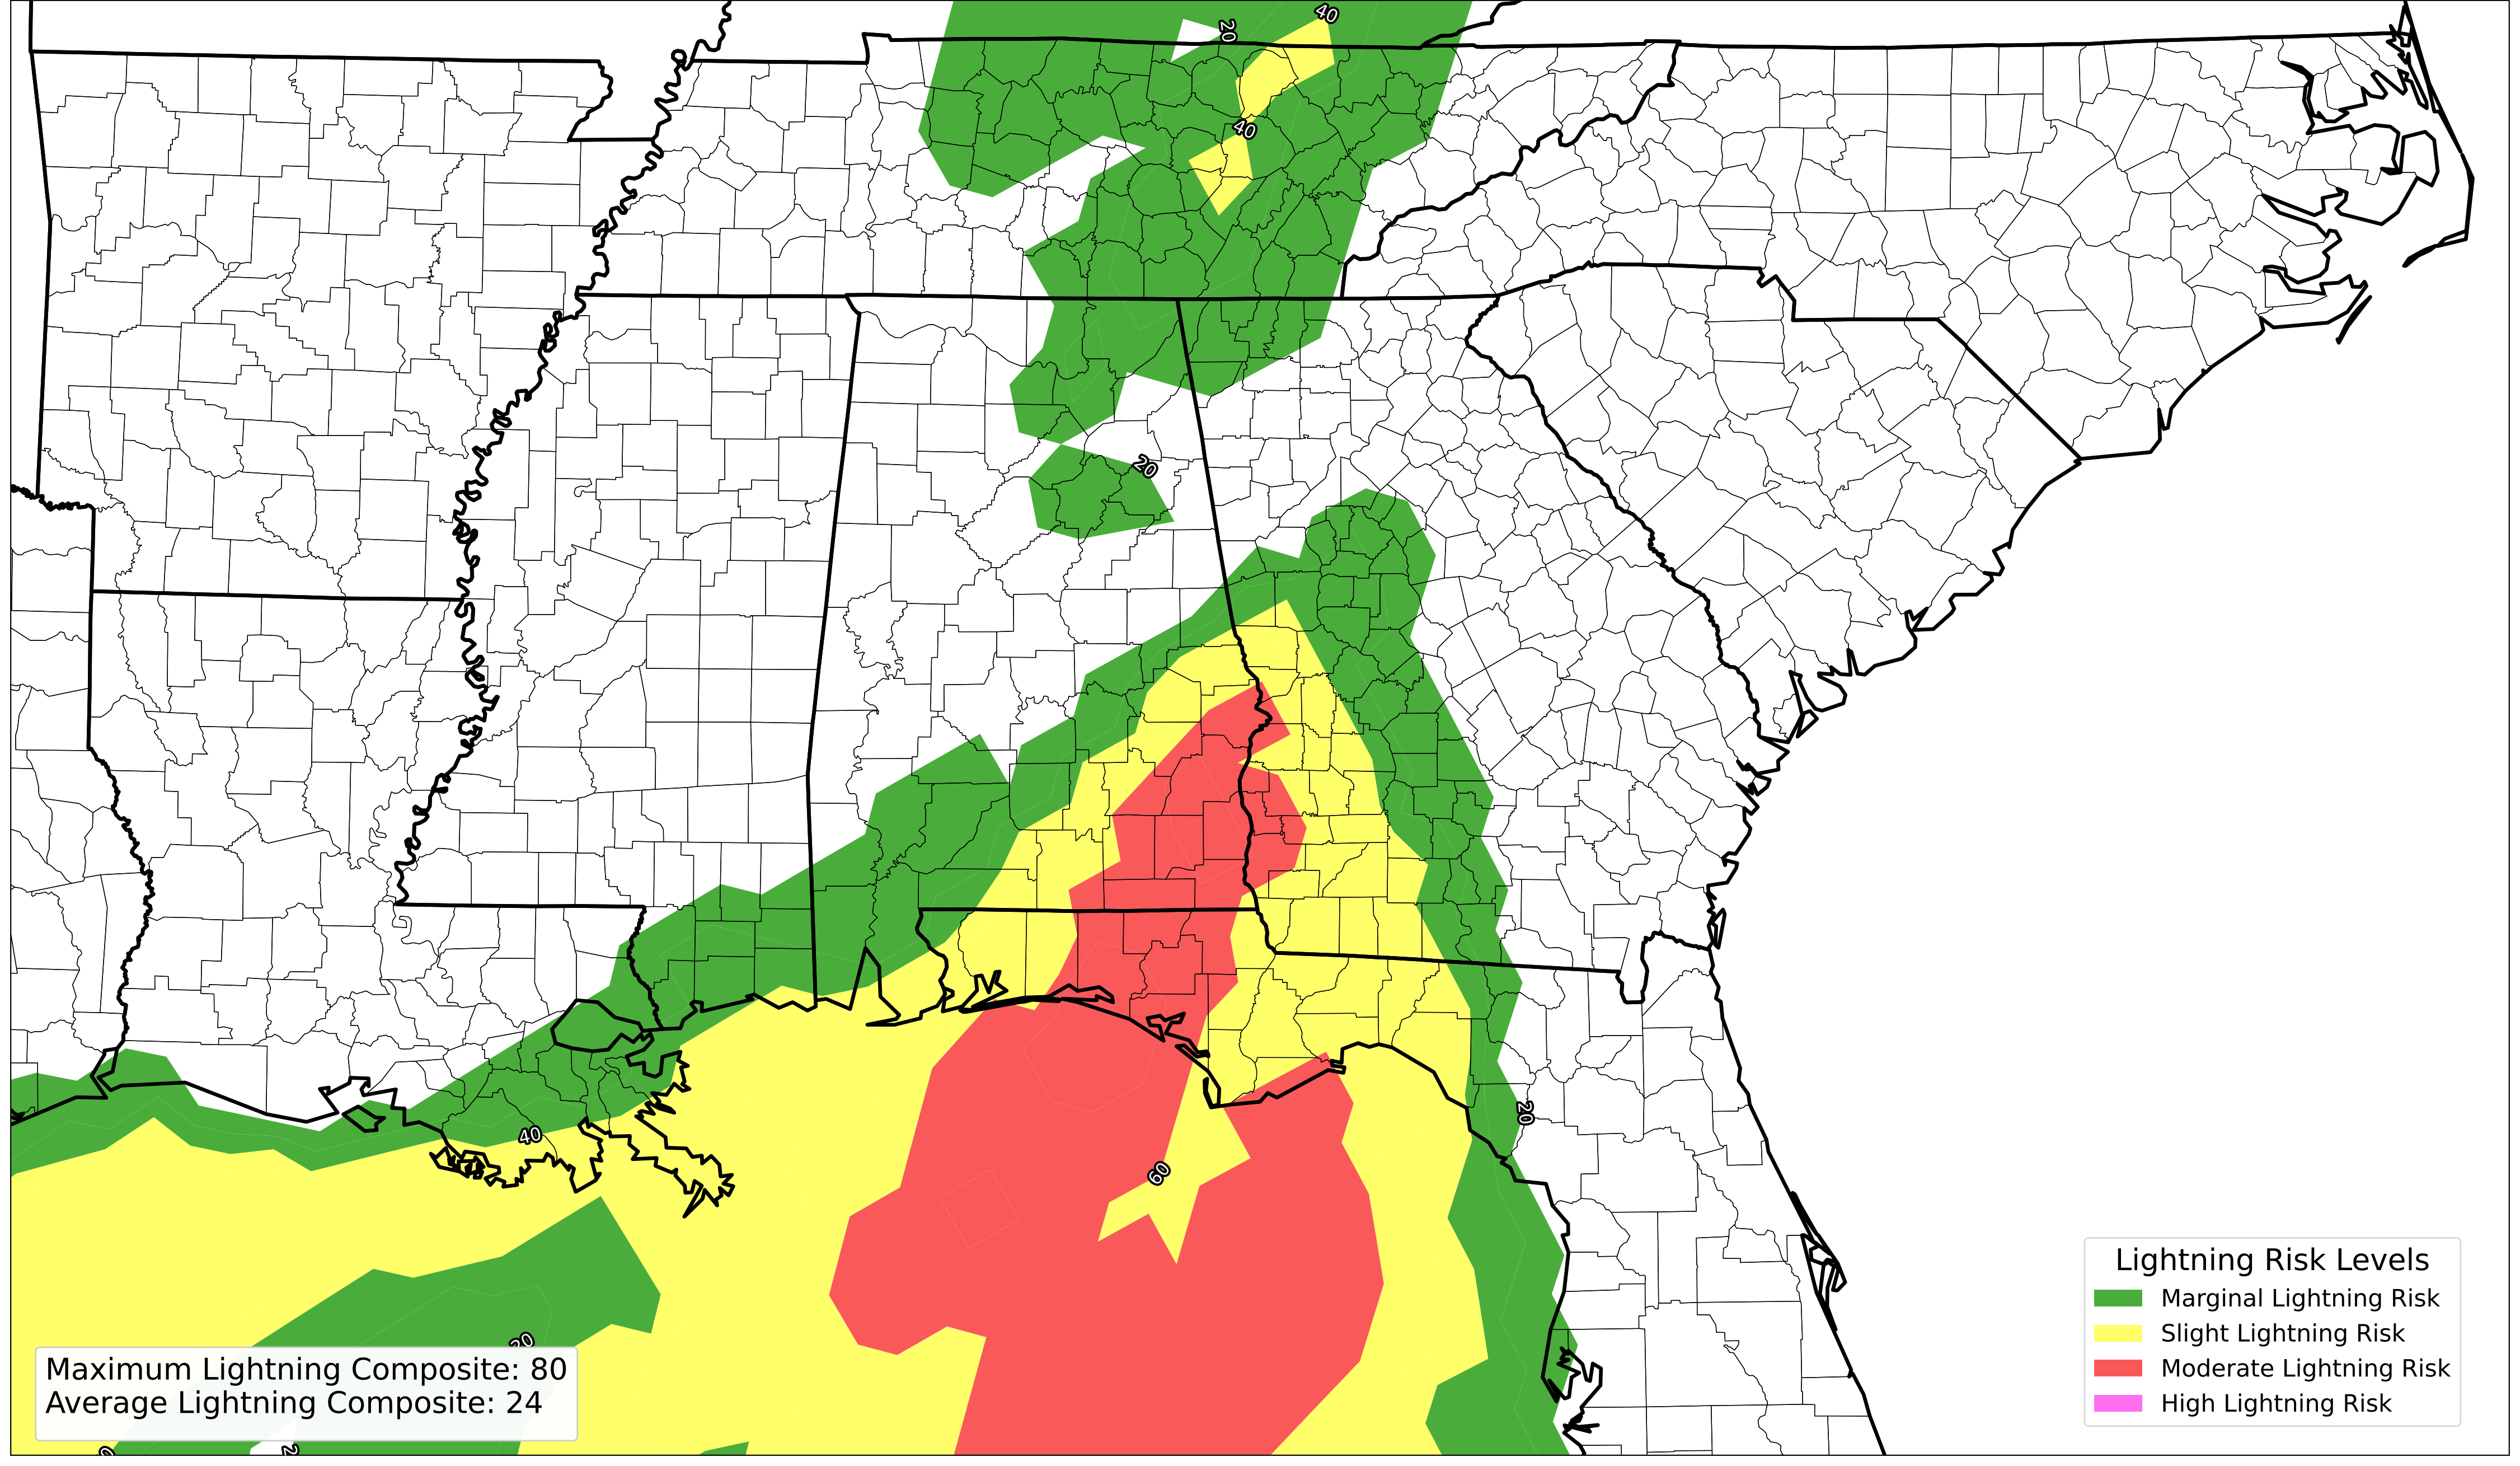 40
20
40
20
20
40
60
20
Lightning Risk Levels
Marginal Lightning Risk
Slight Lightning Risk
Moderate Lightning Risk
High Lightning Risk
Maximum Lightning Composite: 80
Average Lightning Composite: 24